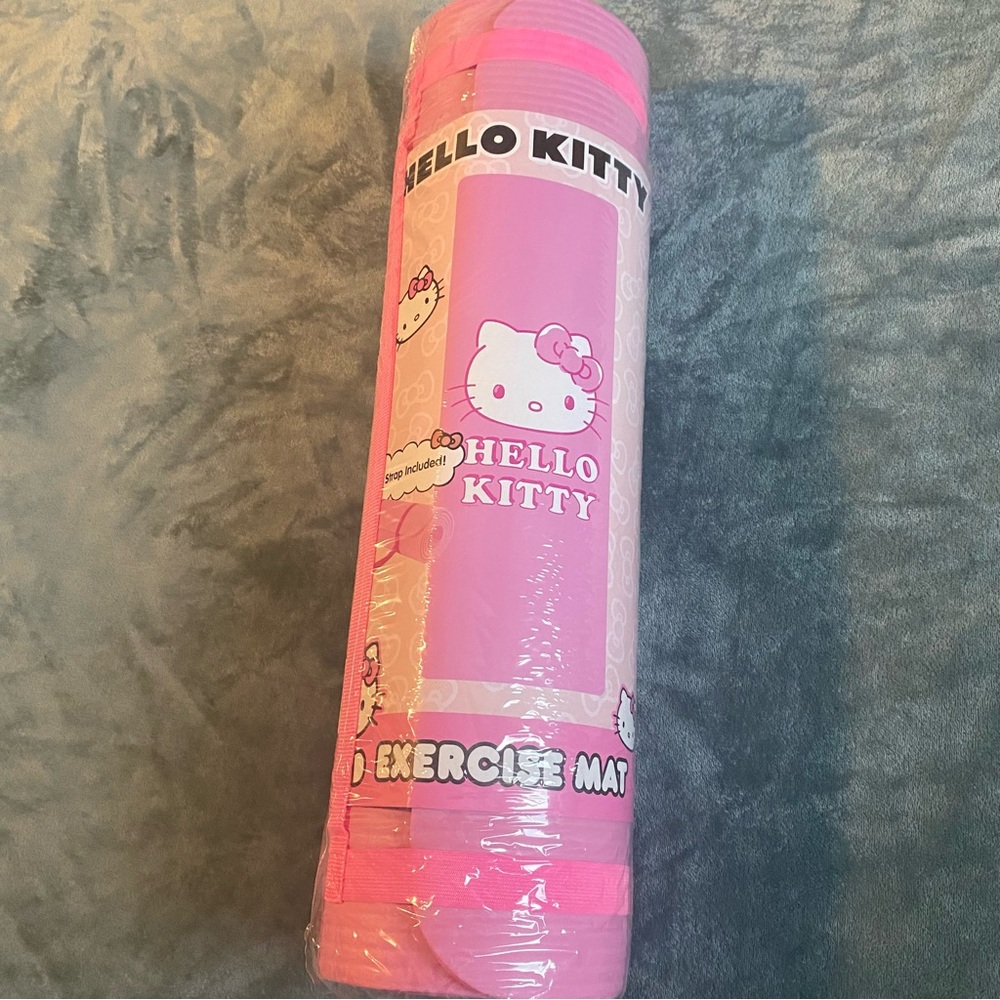 HELLO KITTY
Strap Included!
HELLO
KITTY
EXERCISE MAT